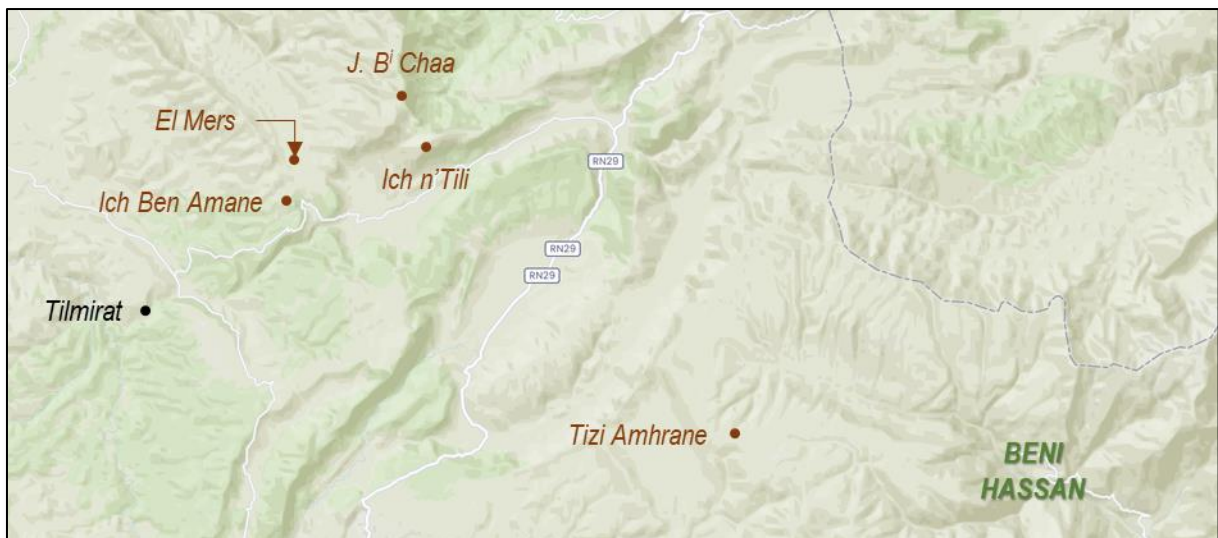 J. Bⁱ Chaa
El Mers
Ich n'Tili
RN29
Ich Ben Amane
RN29
RN29
Tilmirat
Tizi Amhrane
BENI
HASSAN